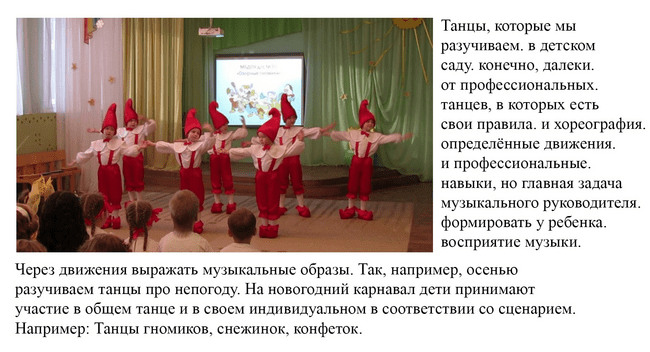 Танцы, которые мы
разучиваем. в детском
саду. конечно, далеки.
от профессиональных.
танцев, в которых есть
свои правила. и хореография.
определённые движения.
и профессиональные.
навыки, но главная задача
музыкального руководителя.
формировать у ребенка.
восприятие музыки.
Через движения выражать музыкальные образы. Так, например, осенью
разучиваем танцы про непогоду. На новогодний карнавал дети принимают
участие в общем танце и в своем индивидуальном в соответствии со сценарием.
Например: Танцы гномиков, снежинок, конфеток.